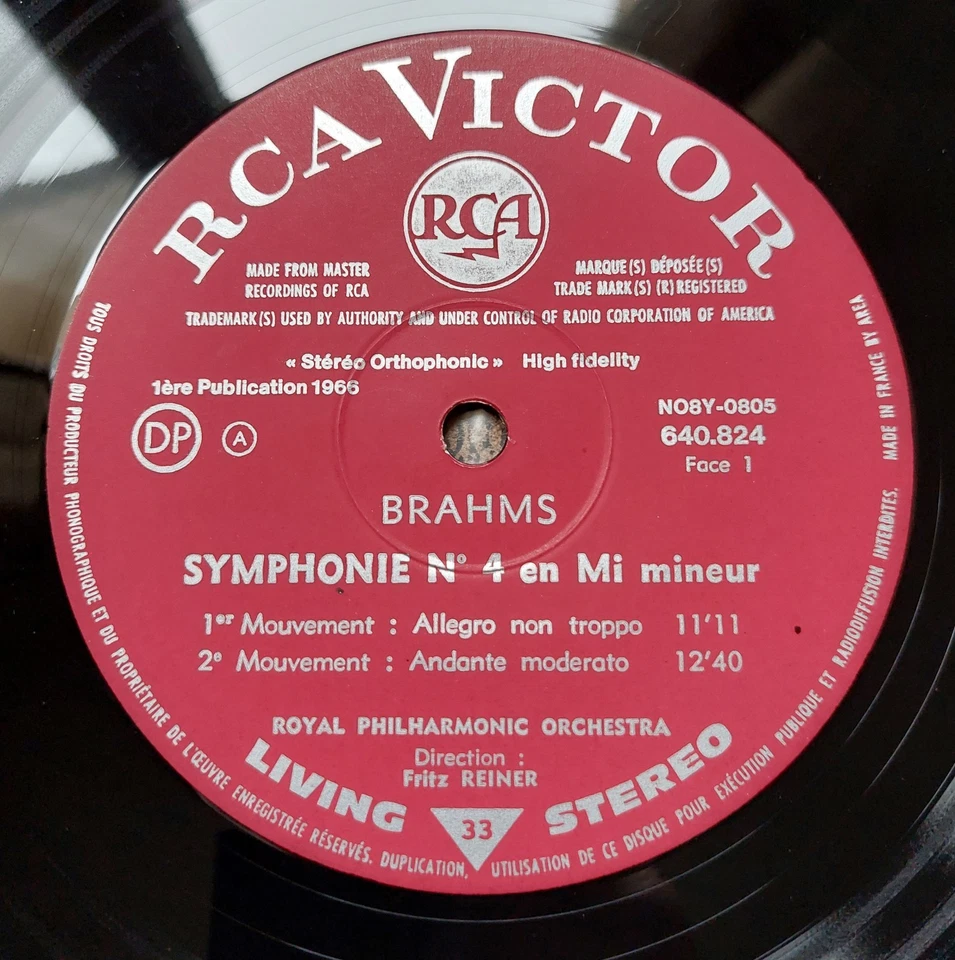 RCA VICTOR
RCA
MADE FROM MASTER
RECORDINGS OF RCA
MARQUE(S) DÉPOSÉE(S)
TRADE MARK(S) (R) REGISTERED
TRADEMARK(S) USED BY AUTHORITY AND UNDER CONTROL OF RADIO CORPORATION OF AMERICA
« Stéréo Orthophonic » High fidelity
1ère Publication 1966
DP A
NO8Y-0805
640.824
Face 1
BRAHMS
SYMPHONIE N° 4 en Mi mineur
1er Mouvement : Allegro non troppo 11'11
2e Mouvement : Andante moderato 12'40
ROYAL PHILHARMONIC ORCHESTRA
Direction :
Fritz REINER
LIVING STEREO
33
TOUS DROITS DU PRODUCTEUR PHONOGRAPHIQUE ET DU PROPRIÉTAIRE DE L'ŒUVRE ENREGISTRÉE RÉSERVÉS. DUPLICATION, UTILISATION DE CE DISQUE POUR EXÉCUTION PUBLIQUE ET RADIODIFFUSION INTERDITES. MADE IN FRANCE BY AREA